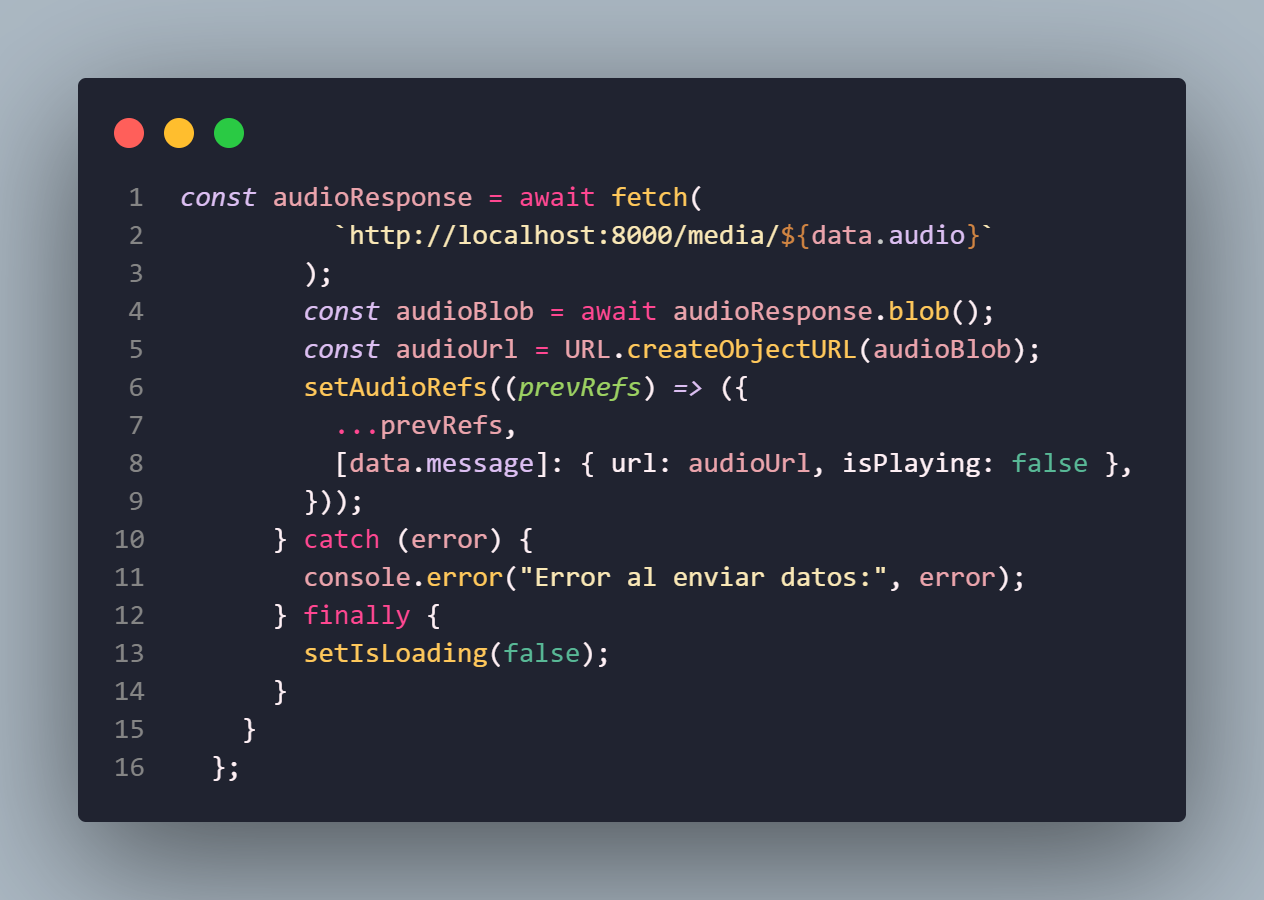 1 const audioResponse = await fetch(
2 `http://localhost:8000/media/${data.audio}`
3 );
4 const audioBlob = await audioResponse.blob();
5 const audioUrl = URL.createObjectURL(audioBlob);
6 setAudioRefs((prevRefs) => ({
7 ...prevRefs,
8 [data.message]: { url: audioUrl, isPlaying: false },
9 }));
10 } catch (error) {
11 console.error("Error al enviar datos:", error);
12 } finally {
13 setIsLoading(false);
14 }
15 }
16 };